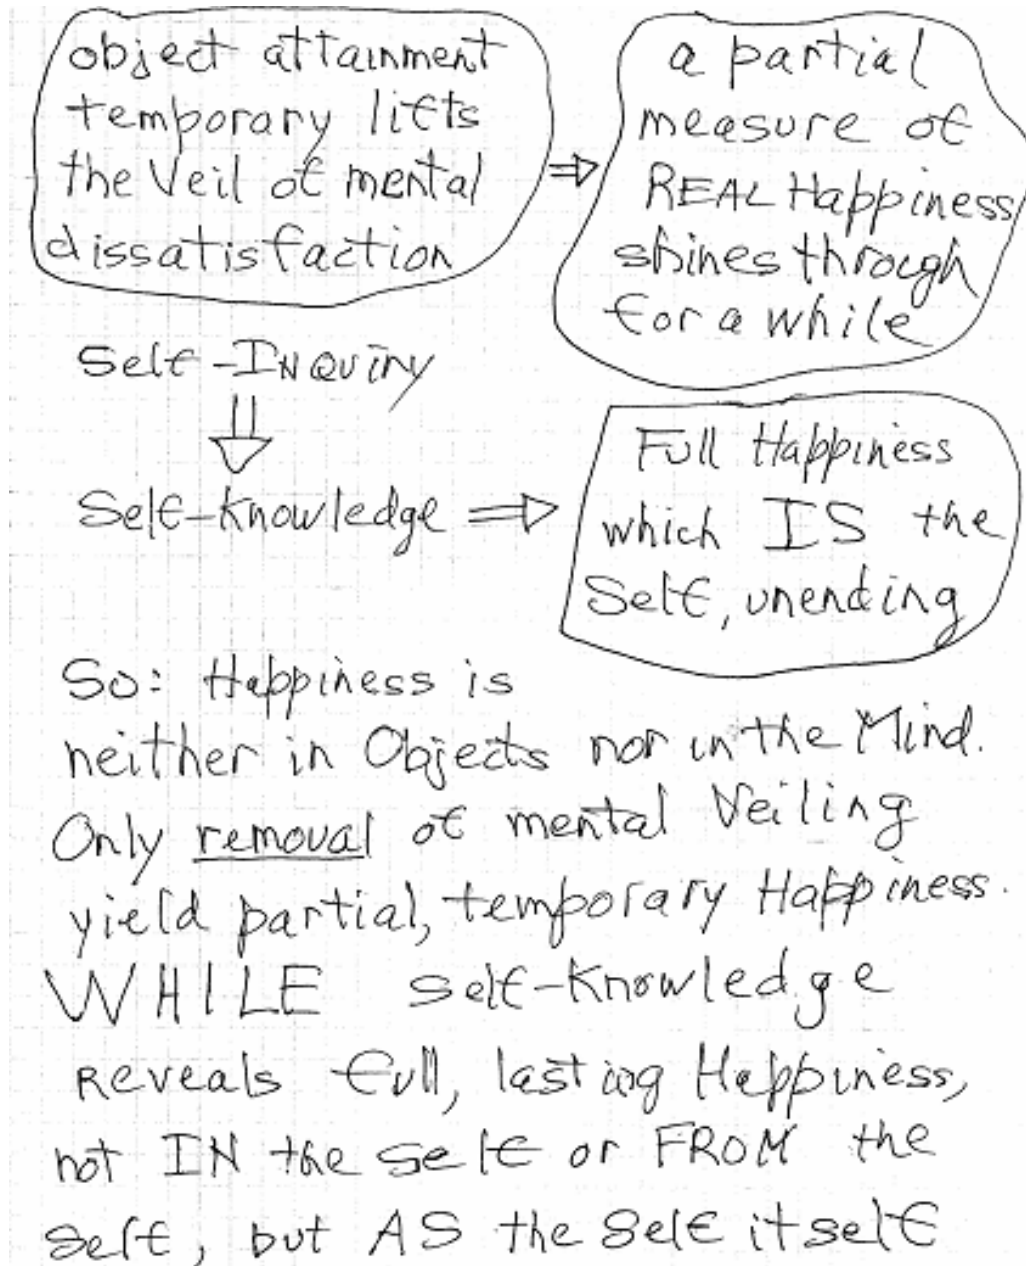 object attainment
temporary lifts
the Veil of mental
dissatisfaction
⇒
a partial
measure of
REAL Happiness
shines through
for a while
Self-INQUIry
⇓
Self-Knowledge ⇒
Full Happiness
which IS the
Self, unending
So: Happiness is
neither in Objects nor in the Mind.
Only removal of mental Veiling
yield partial, temporary Happiness.
WHILE Self-Knowledge
Reveals full, lasting Happiness,
not IN the Self or FROM the
Self, but AS the Self itself